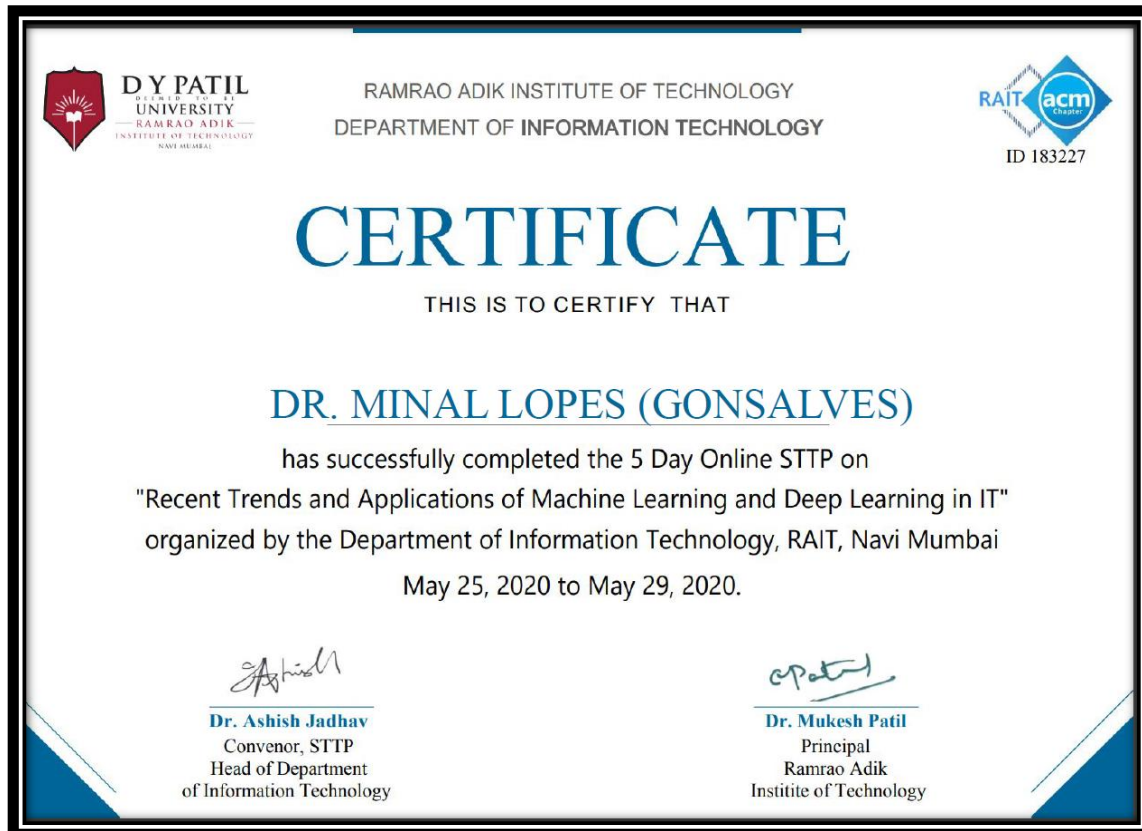 D Y PATIL
DEEMED TO BE
UNIVERSITY
RAMRAO ADIK
INSTITUTE OF TECHNOLOGY
NAVI MUMBAI
RAMRAO ADIK INSTITUTE OF TECHNOLOGY
DEPARTMENT OF INFORMATION TECHNOLOGY
RAIT acm
Chapter
ID 183227
CERTIFICATE
THIS IS TO CERTIFY THAT
DR. MINAL LOPES (GONSALVES)
has successfully completed the 5 Day Online STTP on
"Recent Trends and Applications of Machine Learning and Deep Learning in IT"
organized by the Department of Information Technology, RAIT, Navi Mumbai
May 25, 2020 to May 29, 2020.
Dr. Ashish Jadhav
Convenor, STTP
Head of Department
of Information Technology
Dr. Mukesh Patil
Principal
Ramrao Adik
Institite of Technology